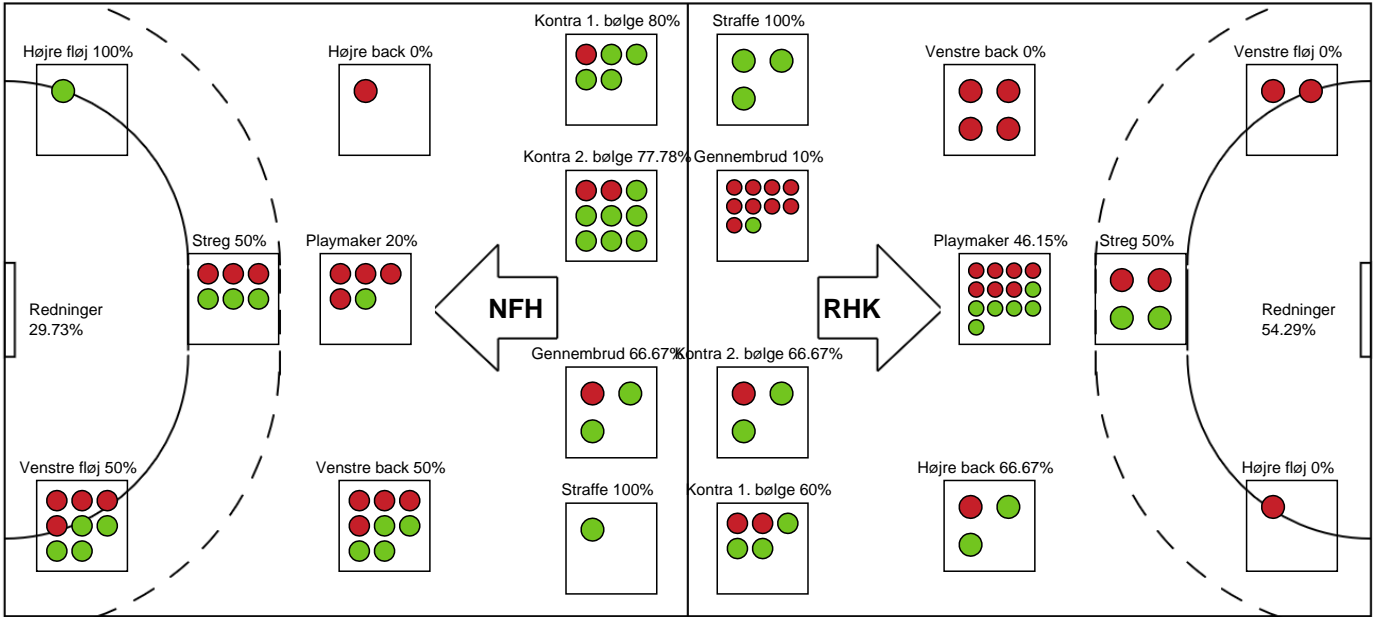 Kontra 1. bølge 80%
Straffe 100%
Højre fløj 100%
Højre back 0%
Venstre back 0%
Venstre fløj 0%
Kontra 2. bølge 77.78%
Gennembrud 10%
Streg 50%
Playmaker 20%
Playmaker 46.15%
Streg 50%
Redninger
29.73%
NFH
RHK
Redninger
54.29%
Gennembrud 66.67%
Kontra 2. bølge 66.67%
Venstre fløj 50%
Venstre back 50%
Højre back 66.67%
Højre fløj 0%
Straffe 100%
Kontra 1. bølge 60%